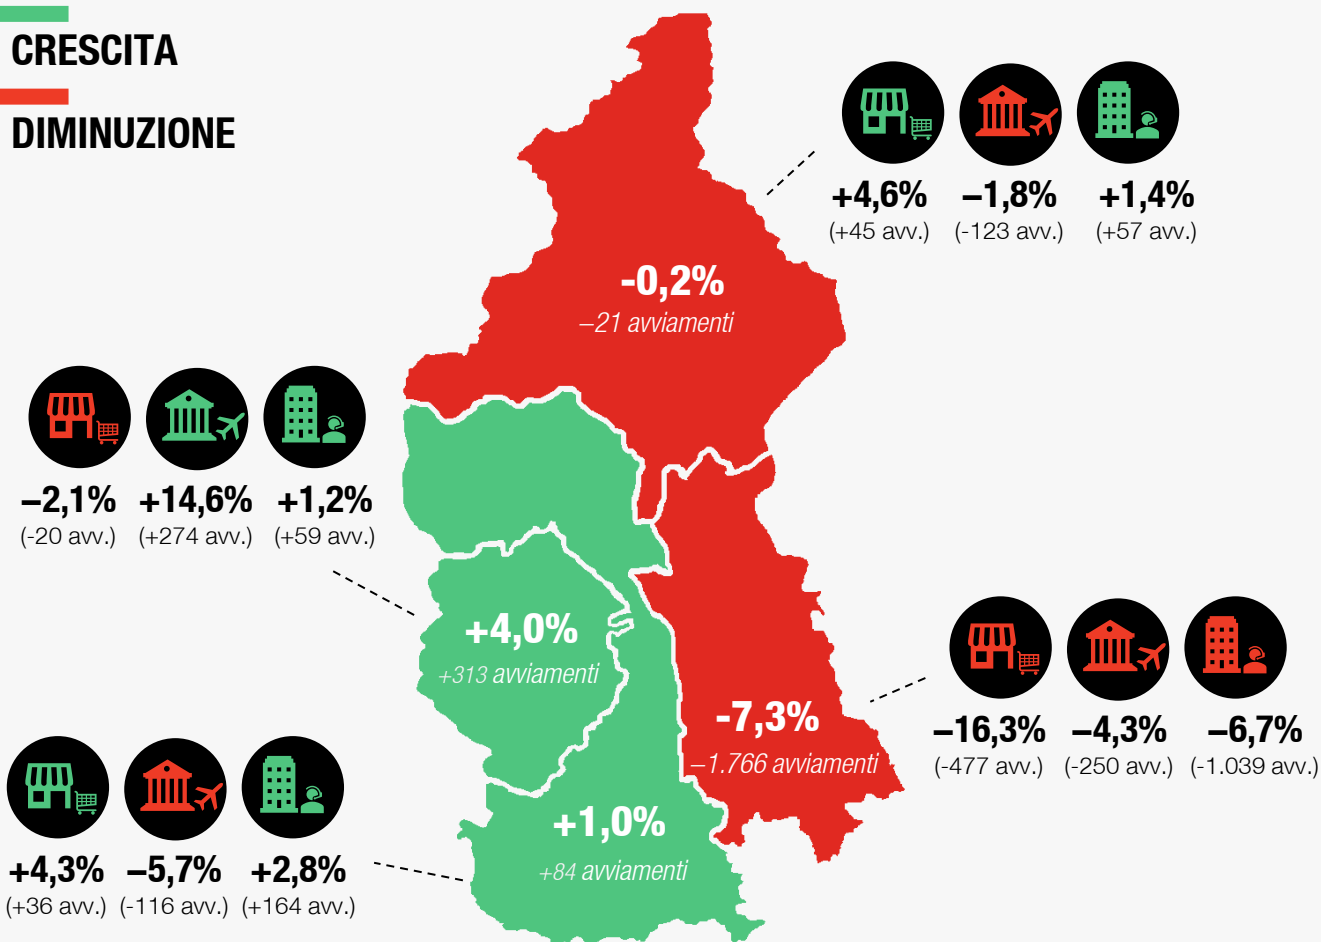 CRESCITA
DIMINUZIONE
+4,6% −1,8% +1,4%
(+45 avv.) (-123 avv.) (+57 avv.)
-0,2%
−21 avviamenti
−2,1% +14,6% +1,2%
(-20 avv.) (+274 avv.) (+59 avv.)
+4,0%
+313 avviamenti
-7,3%
−1.766 avviamenti
−16,3% −4,3% −6,7%
(-477 avv.) (-250 avv.) (-1.039 avv.)
+1,0%
+84 avviamenti
+4,3% −5,7% +2,8%
(+36 avv.) (-116 avv.) (+164 avv.)